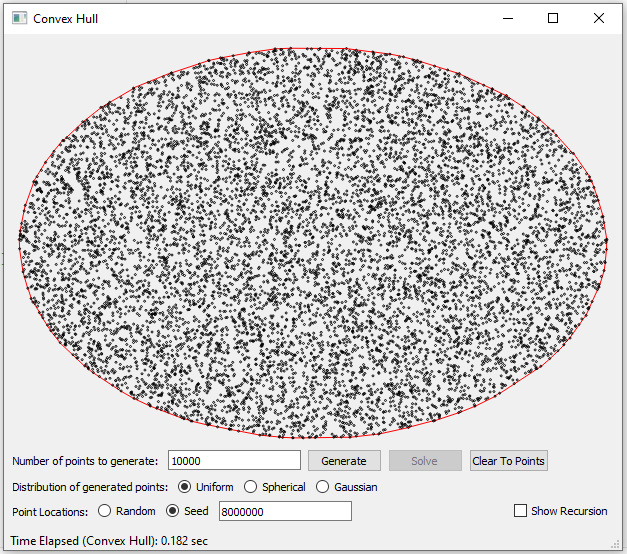 Convex Hull
Number of points to generate: 10000 Generate Solve Clear To Points
Distribution of generated points: Uniform Spherical Gaussian
Point Locations: Random Seed 8000000 Show Recursion
Time Elapsed (Convex Hull): 0.182 sec